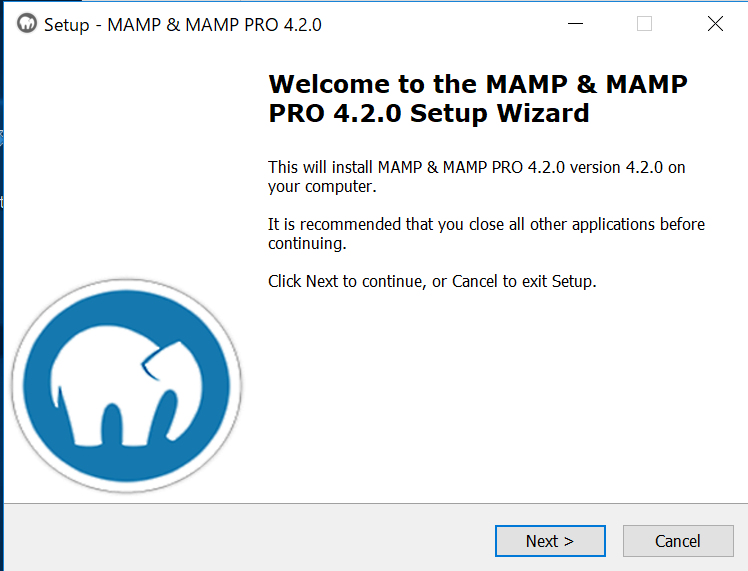 Setup - MAMP & MAMP PRO 4.2.0
Welcome to the MAMP & MAMP
PRO 4.2.0 Setup Wizard
This will install MAMP & MAMP PRO 4.2.0 version 4.2.0 on
your computer.
It is recommended that you close all other applications before
continuing.
Click Next to continue, or Cancel to exit Setup.
Next >
Cancel